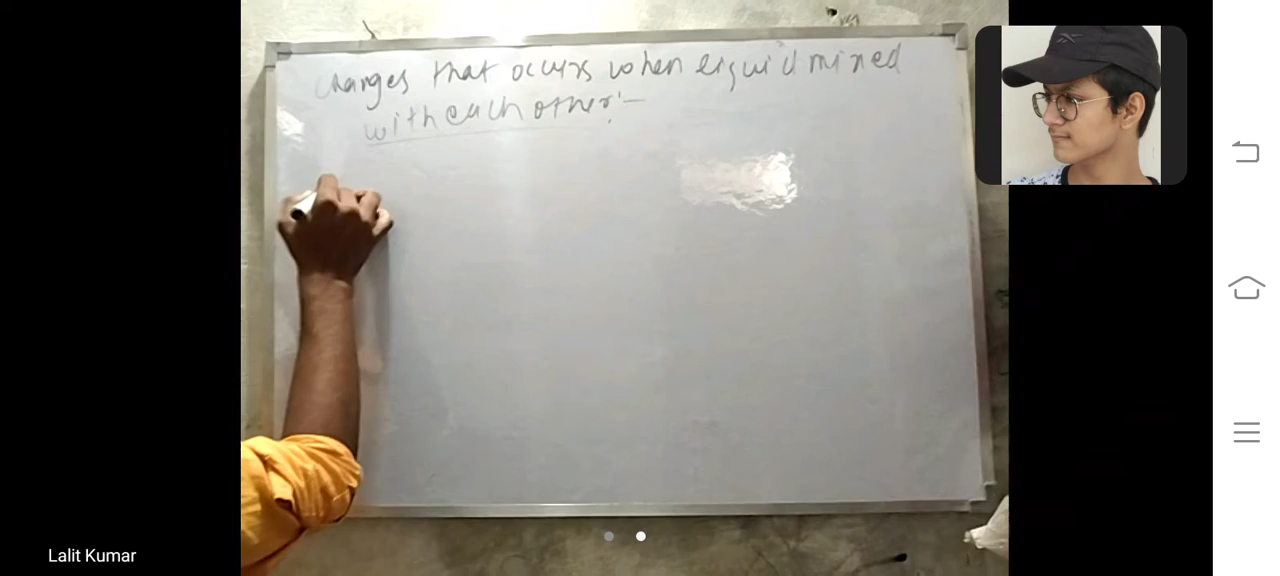 changes that occurs when liquid mixed
with each other:-
Lalit Kumar